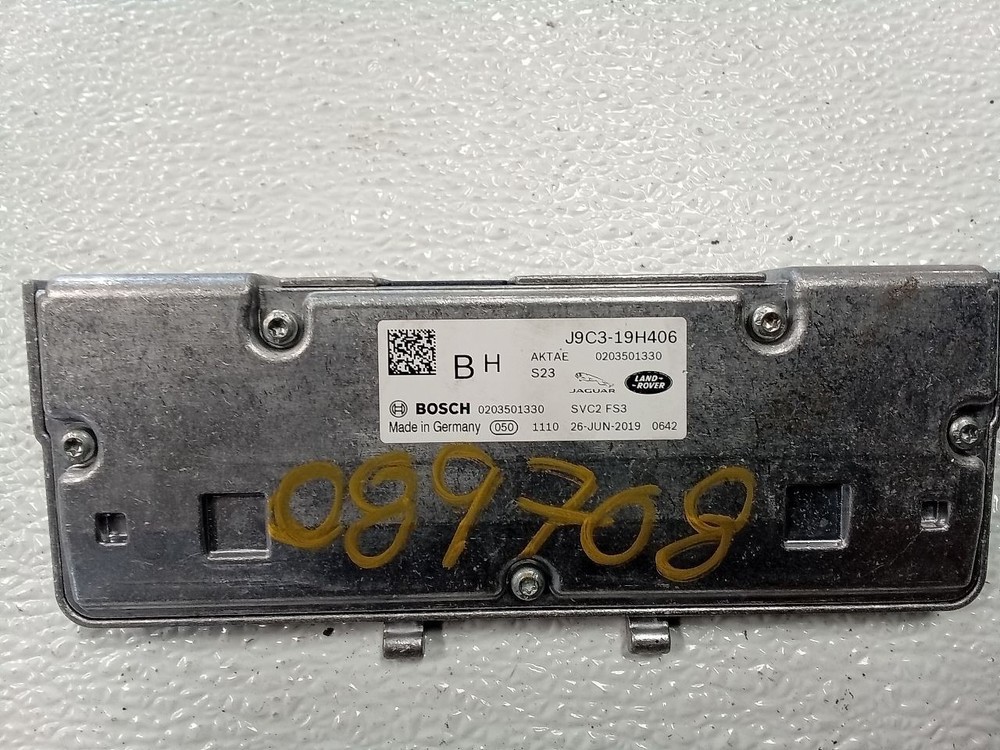 J9C3-19H406
B H
AKTAE 0203501330
S23
JAGUAR
LAND-
-ROVER
BOSCH 0203501330 SVC2 FS3
Made in Germany 050 1110 26-JUN-2019 0642
089708